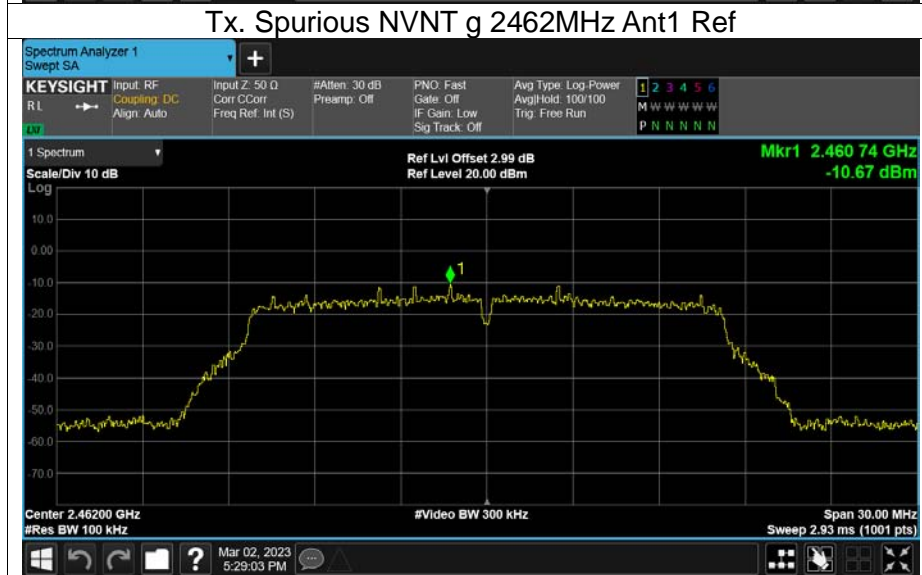 Tx. Spurious NVNT g 2462MHz Ant1 Ref
Spectrum Analyzer 1
Swept SA
+
KEYSIGHT Input: RF Input Z: 50 Ω #Atten: 30 dB PNO: Fast Avg Type: Log-Power 1 2 3 4 5 6
RL Coupling: DC Corr CCorr Preamp: Off Gate: Off Avg|Hold: 100/100 M W W W W W
Align: Auto Freq Ref: Int (S) IF Gain: Low Trig: Free Run
LXI Sig Track: Off P N N N N N
1 Spectrum Ref Lvl Offset 2.99 dB Mkr1 2.460 74 GHz
Scale/Div 10 dB Ref Level 20.00 dBm -10.67 dBm
Log
10.0
0.00
1
-10.0
-20.0
-30.0
-40.0
-50.0
-60.0
-70.0
Center 2.46200 GHz #Video BW 300 kHz Span 30.00 MHz
#Res BW 100 kHz Sweep 2.93 ms (1001 pts)
? Mar 02, 2023
5:29:03 PM